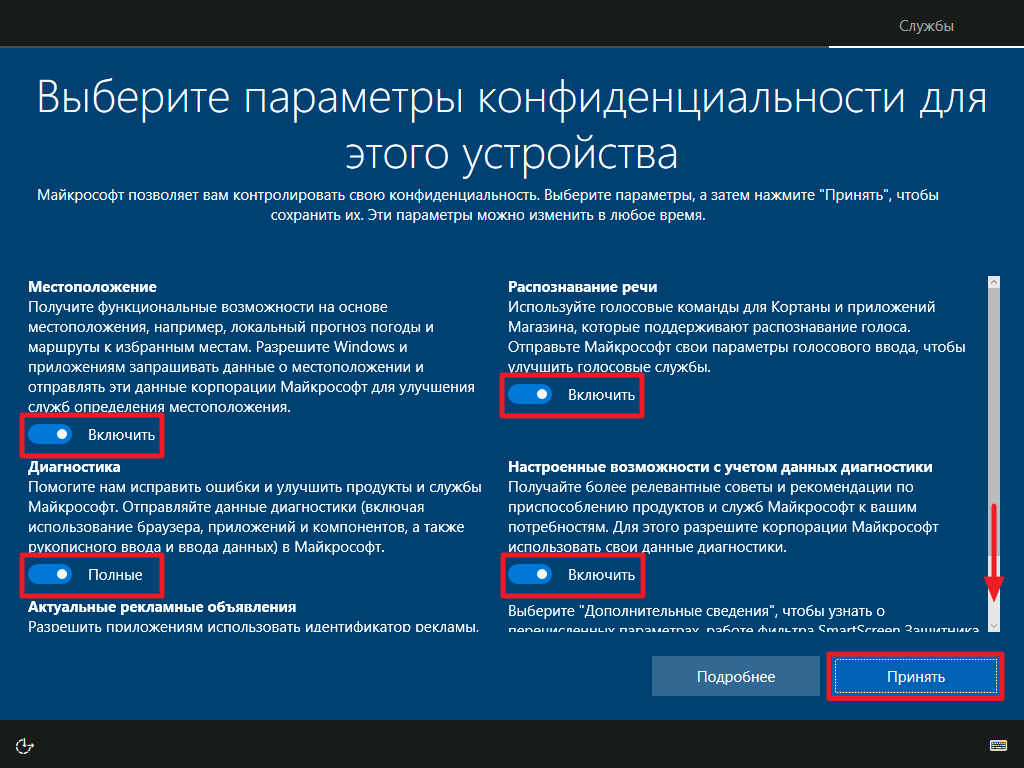 Службы
Выберите параметры конфиденциальности для
этого устройства
Майкрософт позволяет вам контролировать свою конфиденциальность. Выберите параметры, а затем нажмите "Принять", чтобы
сохранить их. Эти параметры можно изменить в любое время.
Местоположение
Получите функциональные возможности на основе
местоположения, например, локальный прогноз погоды и
маршруты к избранным местам. Разрешите Windows и
приложениям запрашивать данные о местоположении и
отправлять эти данные корпорации Майкрософт для улучшения
служб определения местоположения.
Включить
Диагностика
Помогите нам исправить ошибки и улучшить продукты и службы
Майкрософт. Отправляйте данные диагностики (включая
использование браузера, приложений и компонентов, а также
рукописного ввода и ввода данных) в Майкрософт.
Полные
Актуальные рекламные объявления
Разрешить приложениям использовать идентификатор рекламы,
Распознавание речи
Используйте голосовые команды для Кортаны и приложений
Магазина, которые поддерживают распознавание голоса.
Отправьте Майкрософт свои параметры голосового ввода, чтобы
улучшить голосовые службы.
Включить
Настроенные возможности с учетом данных диагностики
Получайте более релевантные советы и рекомендации по
приспособлению продуктов и служб Майкрософт к вашим
потребностям. Для этого разрешите корпорации Майкрософт
использовать свои данные диагностики.
Включить
Выберите "Дополнительные сведения", чтобы узнать о
перечисленных параметрах, работе фильтра SmartScreen Защитника
Подробнее
Принять